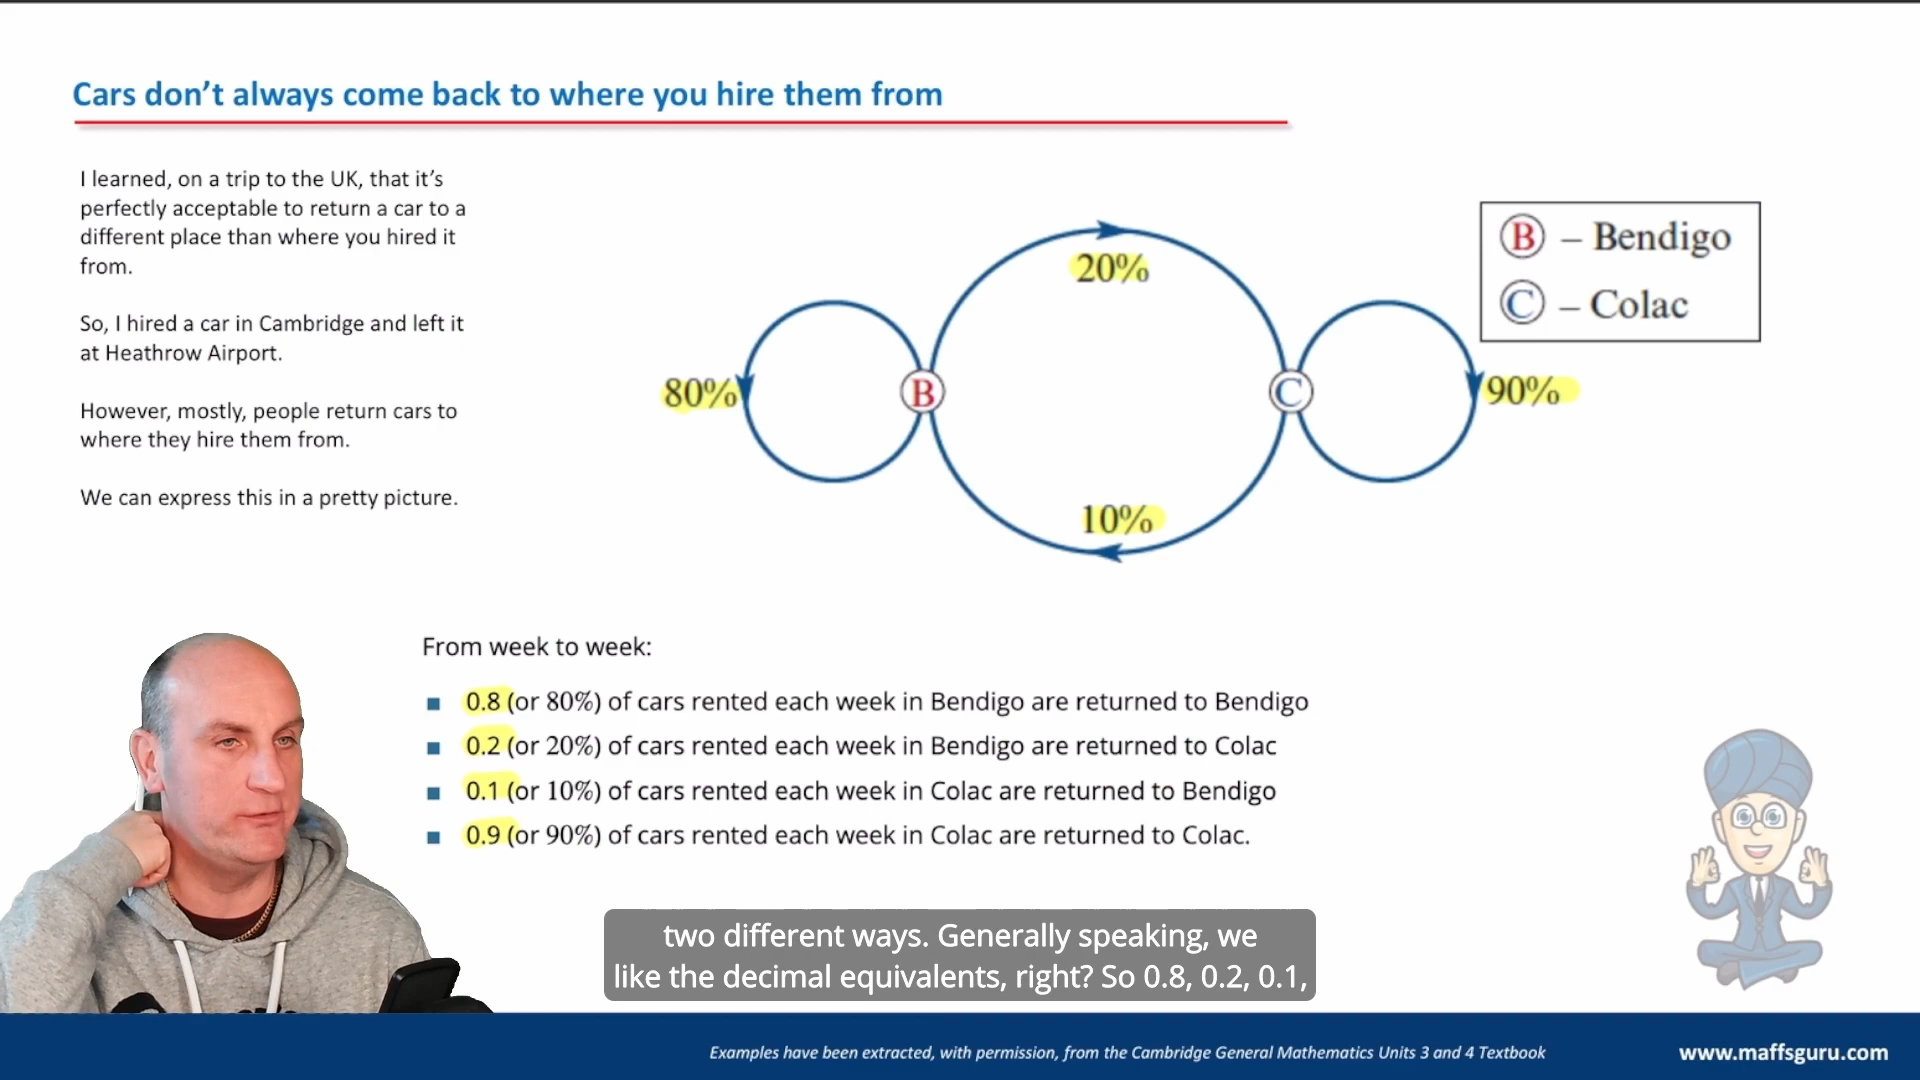 Cars don’t always come back to where you hire them from
I learned, on a trip to the UK, that it’s
perfectly acceptable to return a car to a
different place than where you hired it
from.
So, I hired a car in Cambridge and left it
at Heathrow Airport.
However, mostly, people return cars to
where they hire them from.
We can express this in a pretty picture.
20%
80%
B
C
90%
10%
B – Bendigo
C – Colac
From week to week:
▪ 0.8 (or 80%) of cars rented each week in Bendigo are returned to Bendigo
▪ 0.2 (or 20%) of cars rented each week in Bendigo are returned to Colac
▪ 0.1 (or 10%) of cars rented each week in Colac are returned to Bendigo
▪ 0.9 (or 90%) of cars rented each week in Colac are returned to Colac.
two different ways. Generally speaking, we
like the decimal equivalents, right? So 0.8, 0.2, 0.1,
Examples have been extracted, with permission, from the Cambridge General Mathematics Units 3 and 4 Textbook
www.maffsguru.com